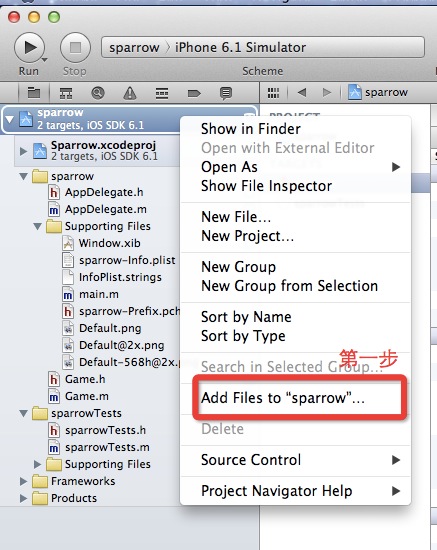 sparrow
iPhone 6.1 Simulator
Run
Stop
Scheme
sparrow
sparrow
2 targets, iOS SDK 6.1
Sparrow.xcodeproj
2 targets, iOS SDK 6.1
sparrow
AppDelegate.h
AppDelegate.m
Supporting Files
Window.xib
sparrow-Info.plist
InfoPlist.strings
main.m
sparrow-Prefix.pch
Default.png
Default@2x.png
Default-568h@2x.
Game.h
Game.m
sparrowTests
sparrowTests.h
sparrowTests.m
Supporting Files
Frameworks
Products
Show in Finder
Open with External Editor
Open As
Show File Inspector
New File...
New Project...
New Group
New Group from Selection
Sort by Name
Sort by Type
第一步
Search in Selected Group...
Add Files to “sparrow”...
Delete
Source Control
Project Navigator Help